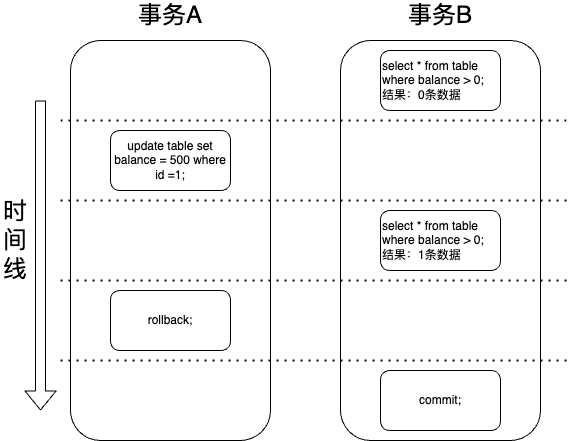 事务A
事务B
select * from table
where balance > 0;
结果：0条数据
update table set
balance = 500 where
id =1;
时间线
select * from table
where balance > 0;
结果：1条数据
rollback;
commit;